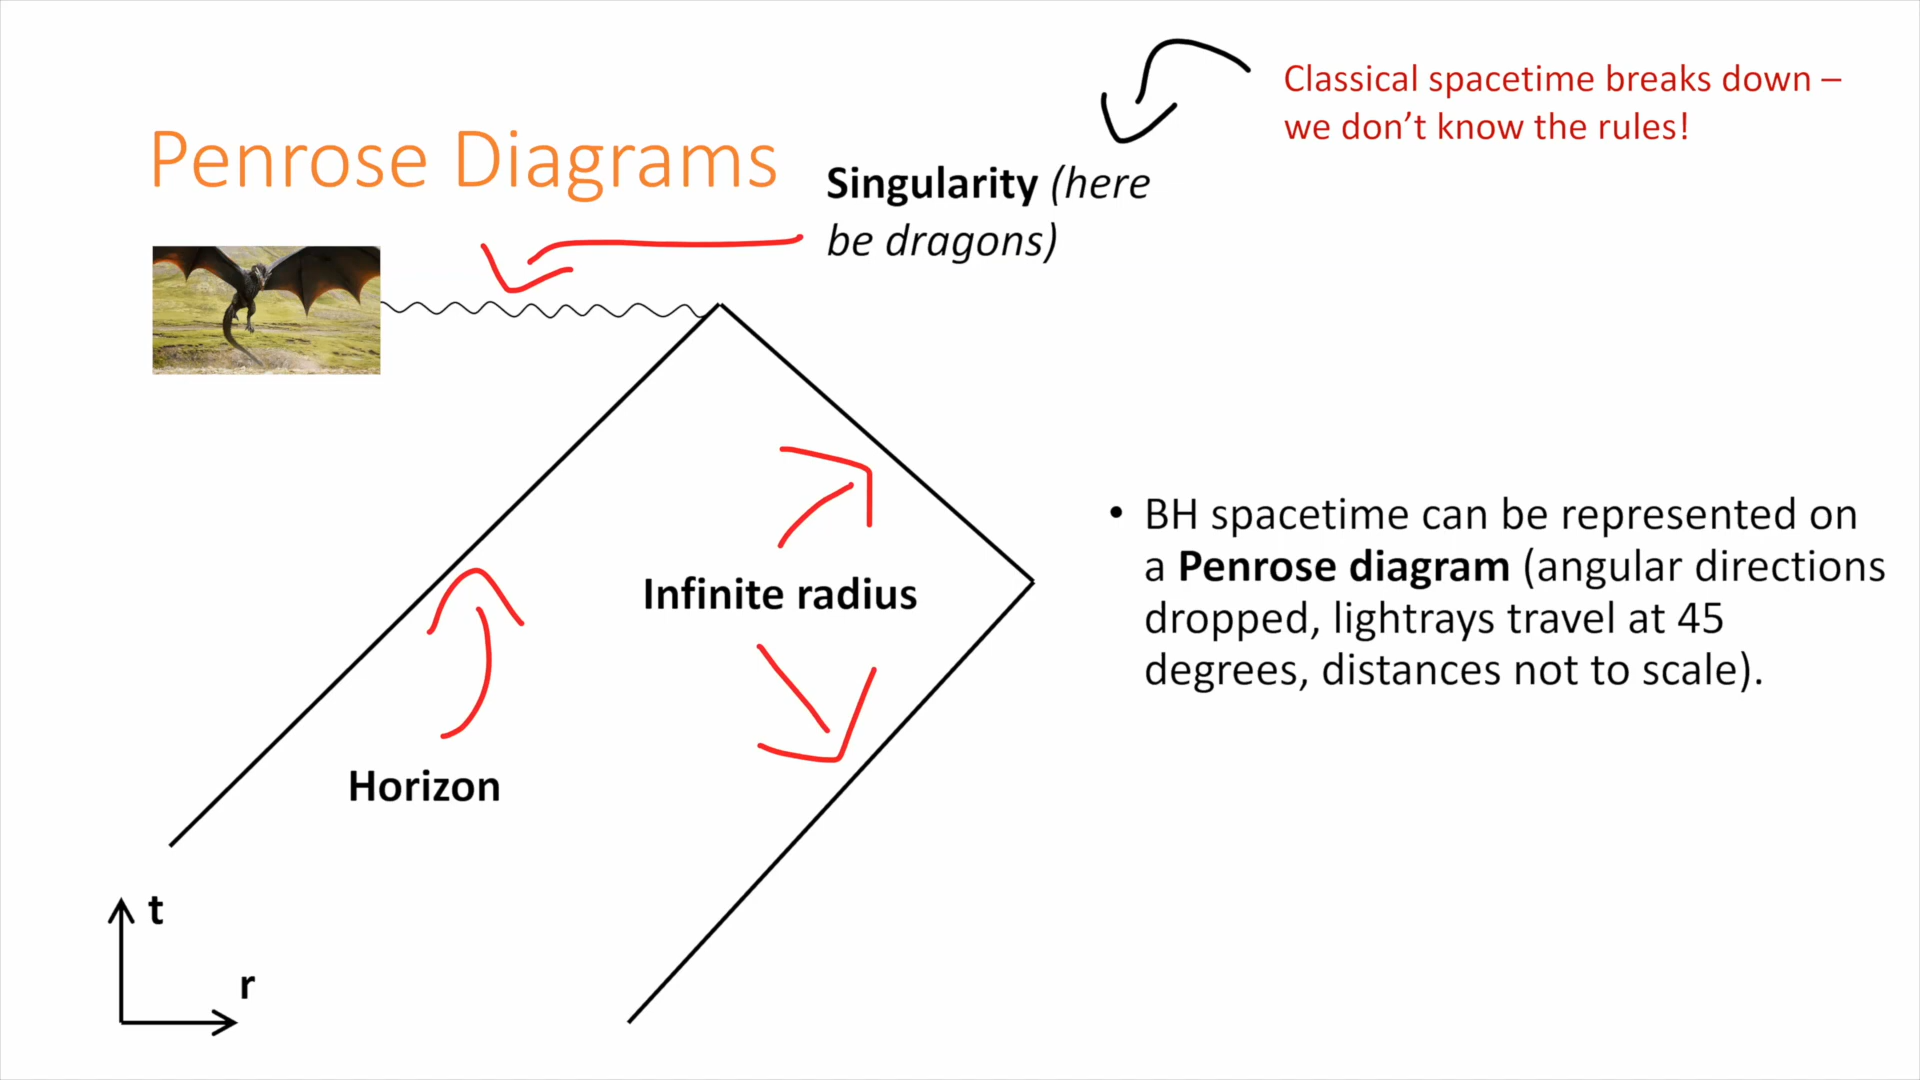 Classical spacetime breaks down –
we don’t know the rules!
Penrose Diagrams
Singularity (here
be dragons)
Infinite radius
Horizon
t
r
• BH spacetime can be represented on
a Penrose diagram (angular directions
dropped, lightrays travel at 45
degrees, distances not to scale).